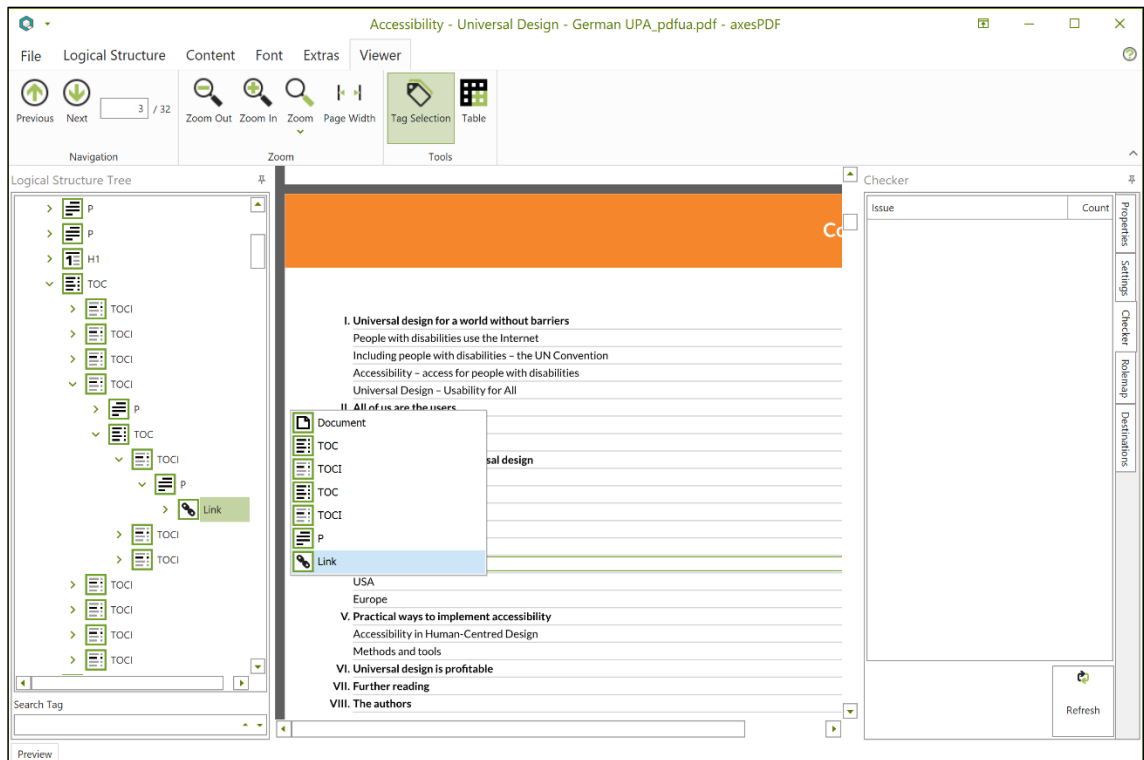 Accessibility - Universal Design - German UPA_pdfua.pdf - axesPDF
File Logical Structure Content Font Extras Viewer
Previous
Next
3 / 32
Zoom Out
Zoom In
Zoom
Page Width
Tag Selection
Table
Navigation
Zoom
Tools
Logical Structure Tree
P
P
H1
TOC
TOCI
TOCI
TOCI
TOCI
P
TOC
TOCI
P
Link
TOCI
TOCI
TOCI
TOCI
TOCI
TOCI
Search Tag
Preview
I. Universal design for a world without barriers
People with disabilities use the Internet
Including people with disabilities – the UN Convention
Accessibility – access for people with disabilities
Universal Design – Usability for All
II. All of us are the users
sal design
Document
TOC
TOCI
TOC
TOCI
P
Link
USA
Europe
V. Practical ways to implement accessibility
Accessibility in Human-Centred Design
Methods and tools
VI. Universal design is profitable
VII. Further reading
VIII. The authors
Checker
Issue Count
Refresh
Properties
Settings
Checker
Rolemap
Destinations